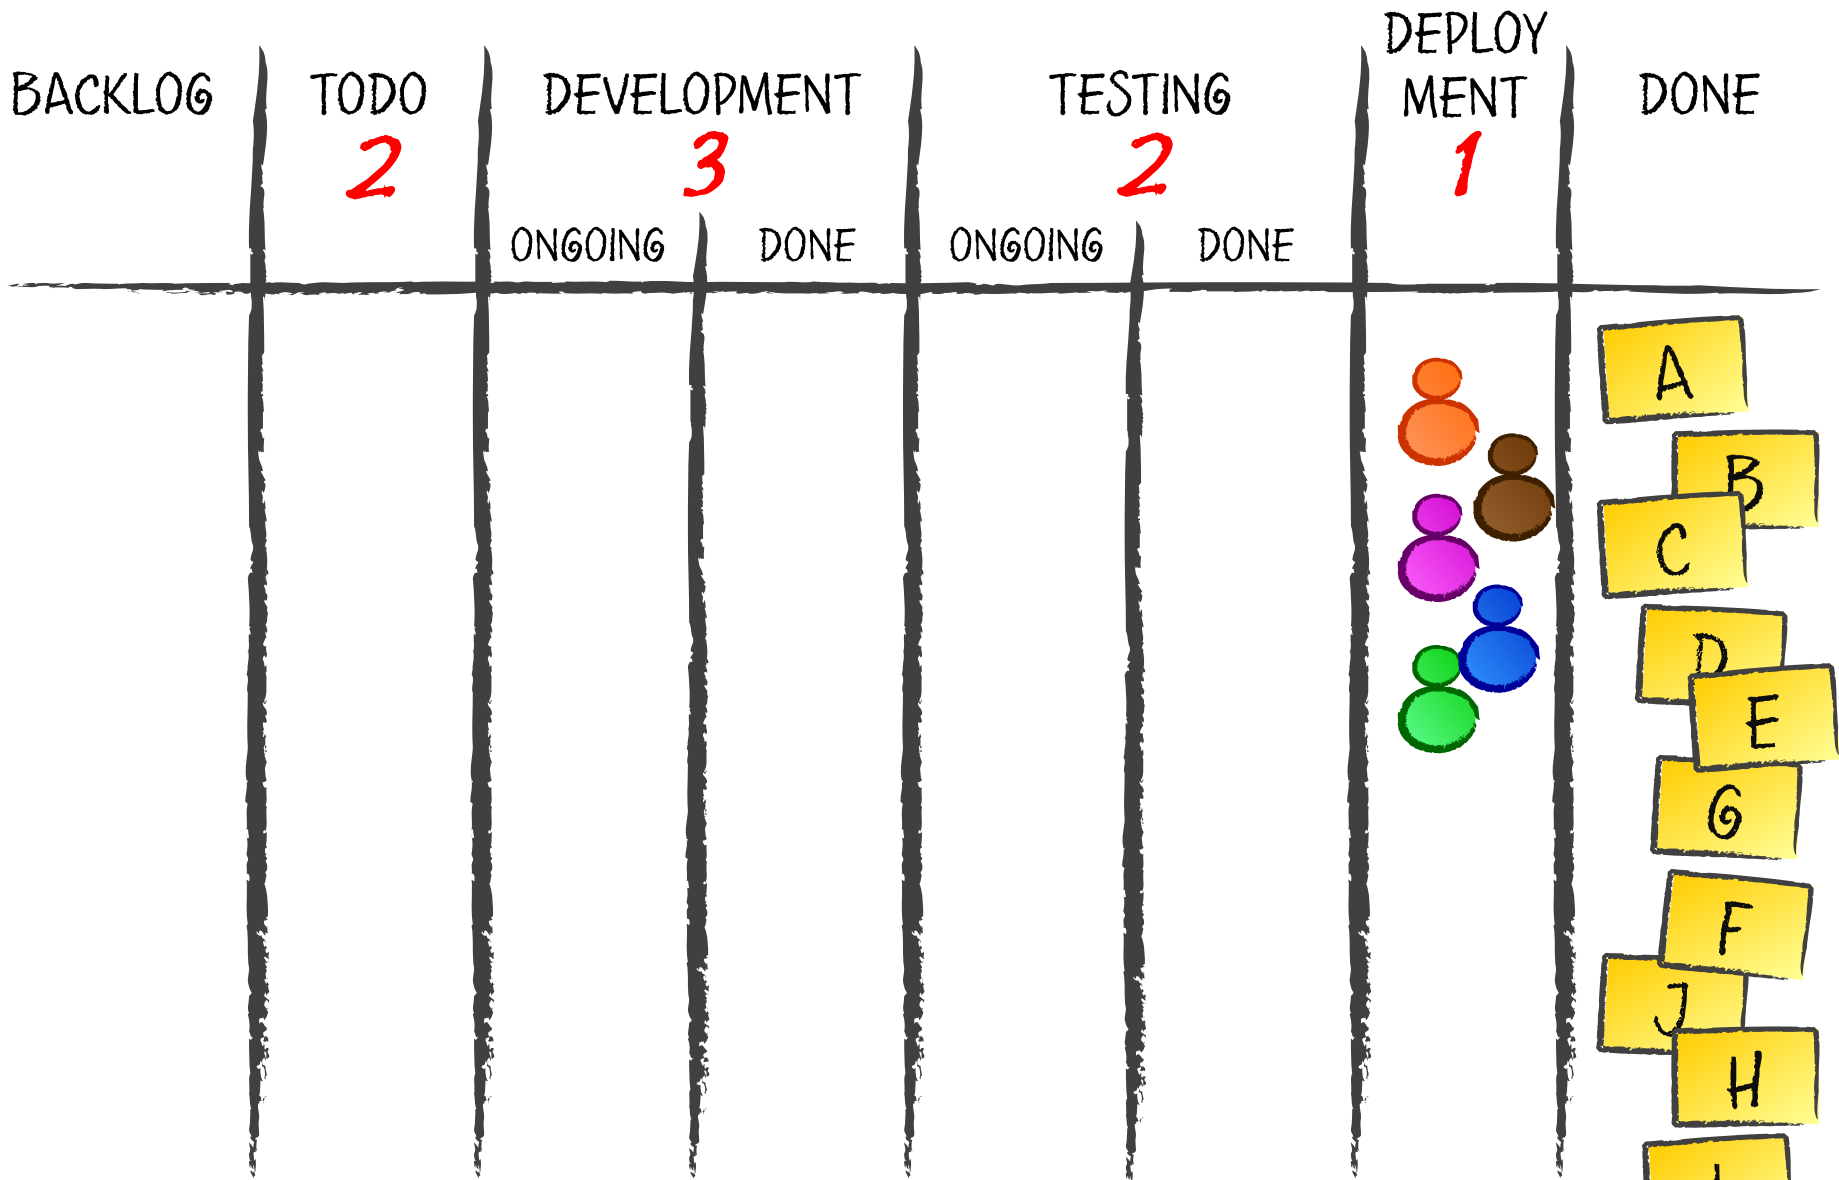 BACKLOG
TODO
2
DEVELOPMENT
3
ONGOING
DONE
TESTING
2
ONGOING
DONE
DEPLOY
MENT
1
DONE
A
B
C
D
E
G
F
J
H